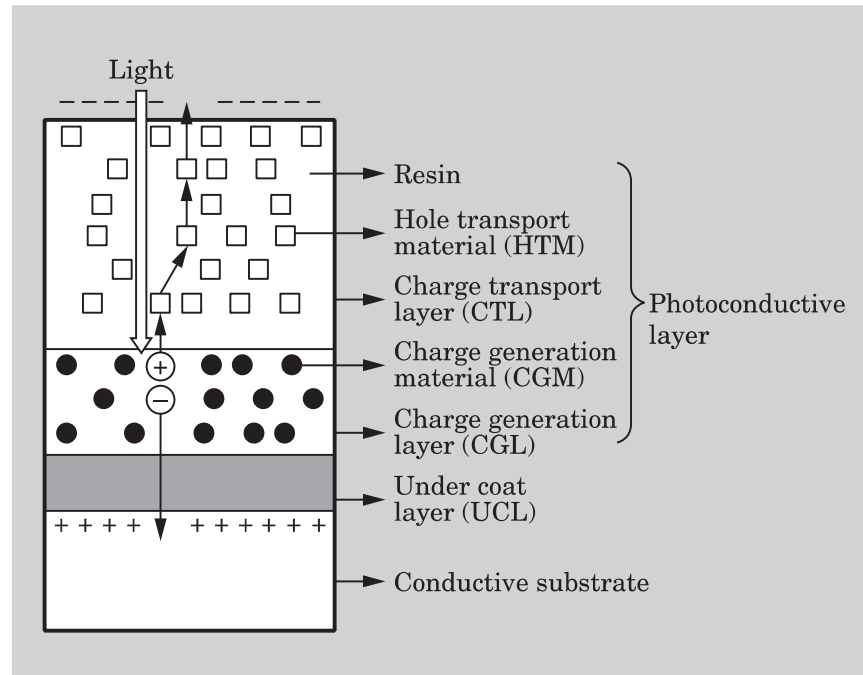 Light
Resin
Hole transport
material (HTM)
Charge transport
layer (CTL)
Photoconductive
layer
Charge generation
material (CGM)
Charge generation
layer (CGL)
Under coat
layer (UCL)
+ + + + + + + + + +
Conductive substrate